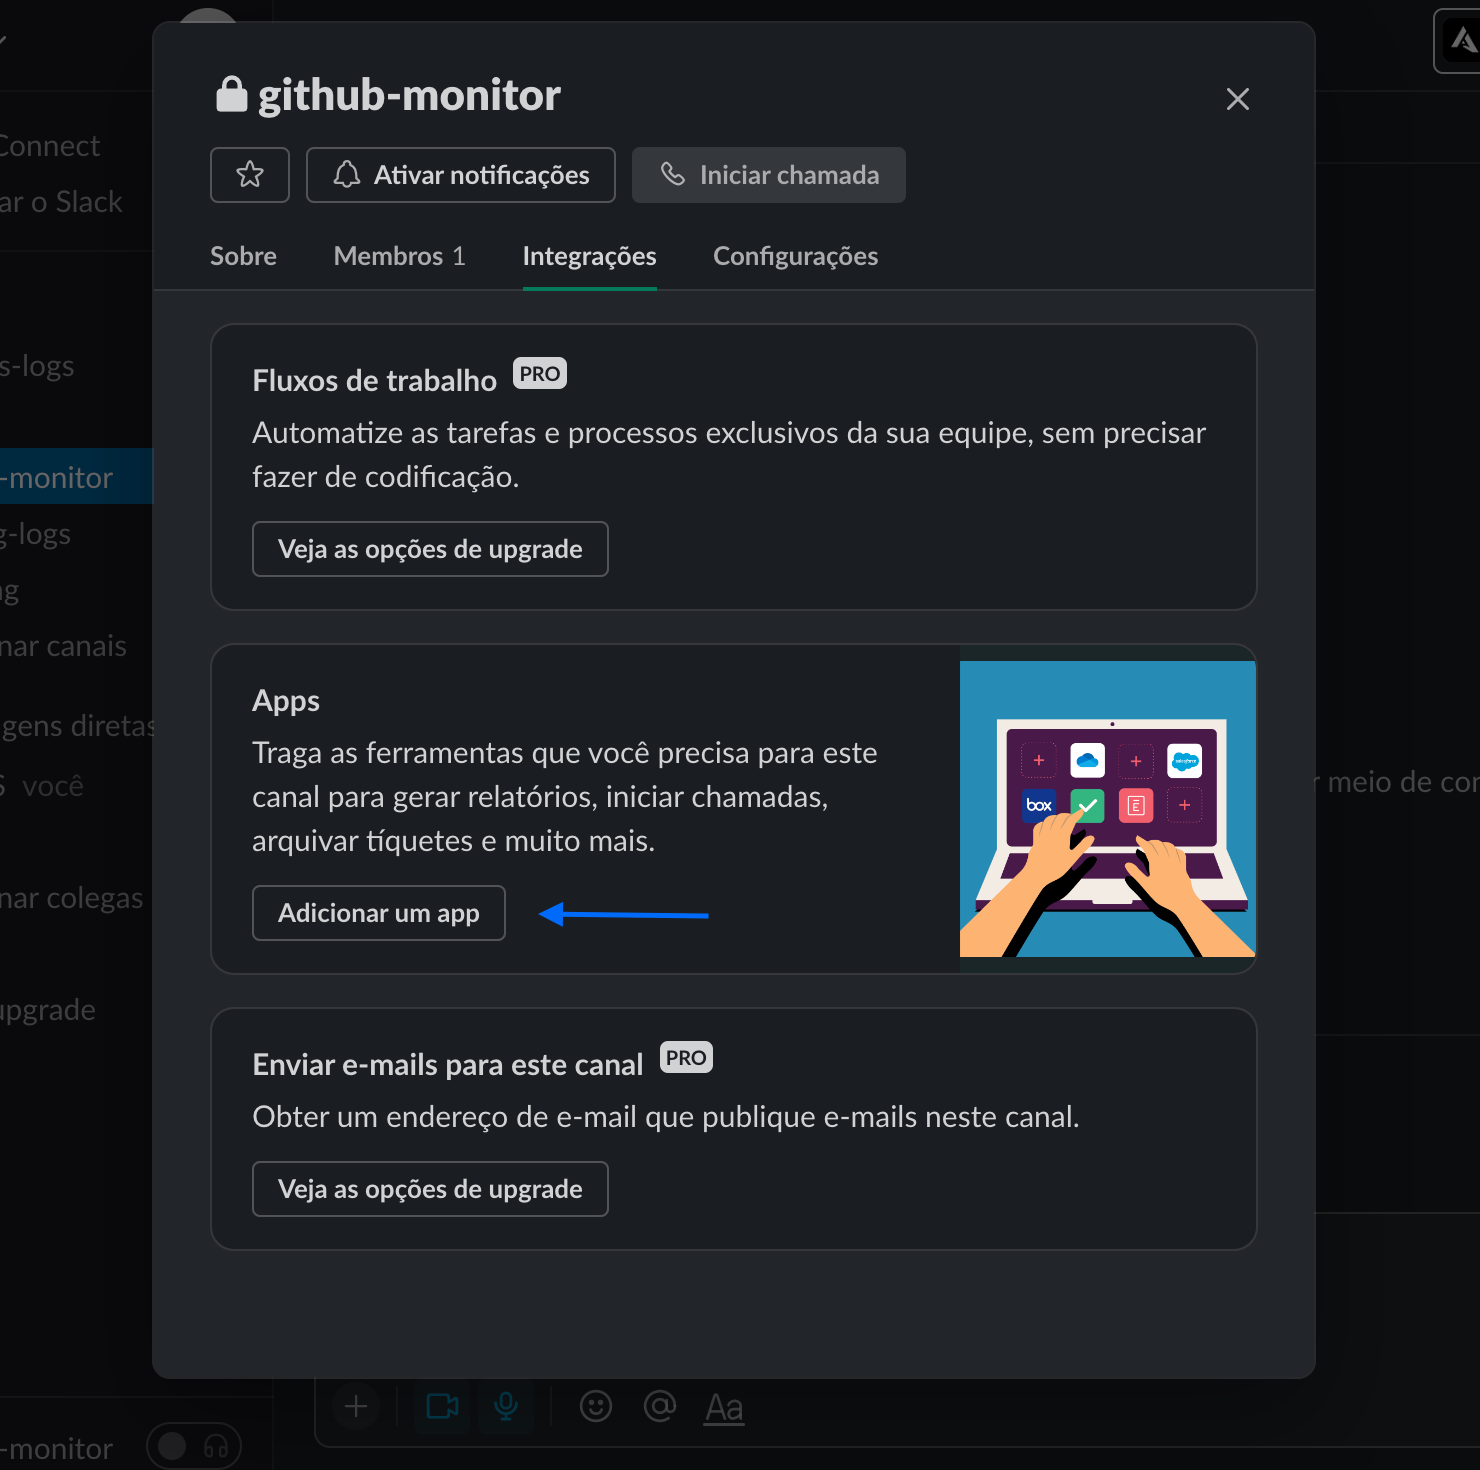 github-monitor
Ativar notificações
Iniciar chamada
Connect
ar o Slack
Sobre
Membros 1
Integrações
Configurações
s-logs
Fluxos de trabalho PRO
Automatize as tarefas e processos exclusivos da sua equipe, sem precisar
fazer de codificação.
-monitor
g-logs
Veja as opções de upgrade
ng
nar canais
Apps
gens diretas
Traga as ferramentas que você precisa para este
canal para gerar relatórios, iniciar chamadas,
arquivar tíquetes e muito mais.
salesforce
box
E
S você
r meio de con
nar colegas
Adicionar um app
upgrade
Enviar e-mails para este canal PRO
Obter um endereço de e-mail que publique e-mails neste canal.
Veja as opções de upgrade
Aa
-monitor